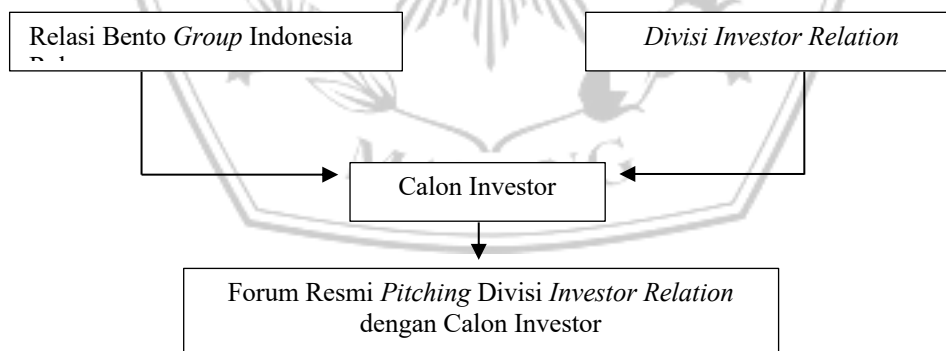 Relasi Bento Group Indonesia
Divisi Investor Relation
Calon Investor
Forum Resmi Pitching Divisi Investor Relation
dengan Calon Investor